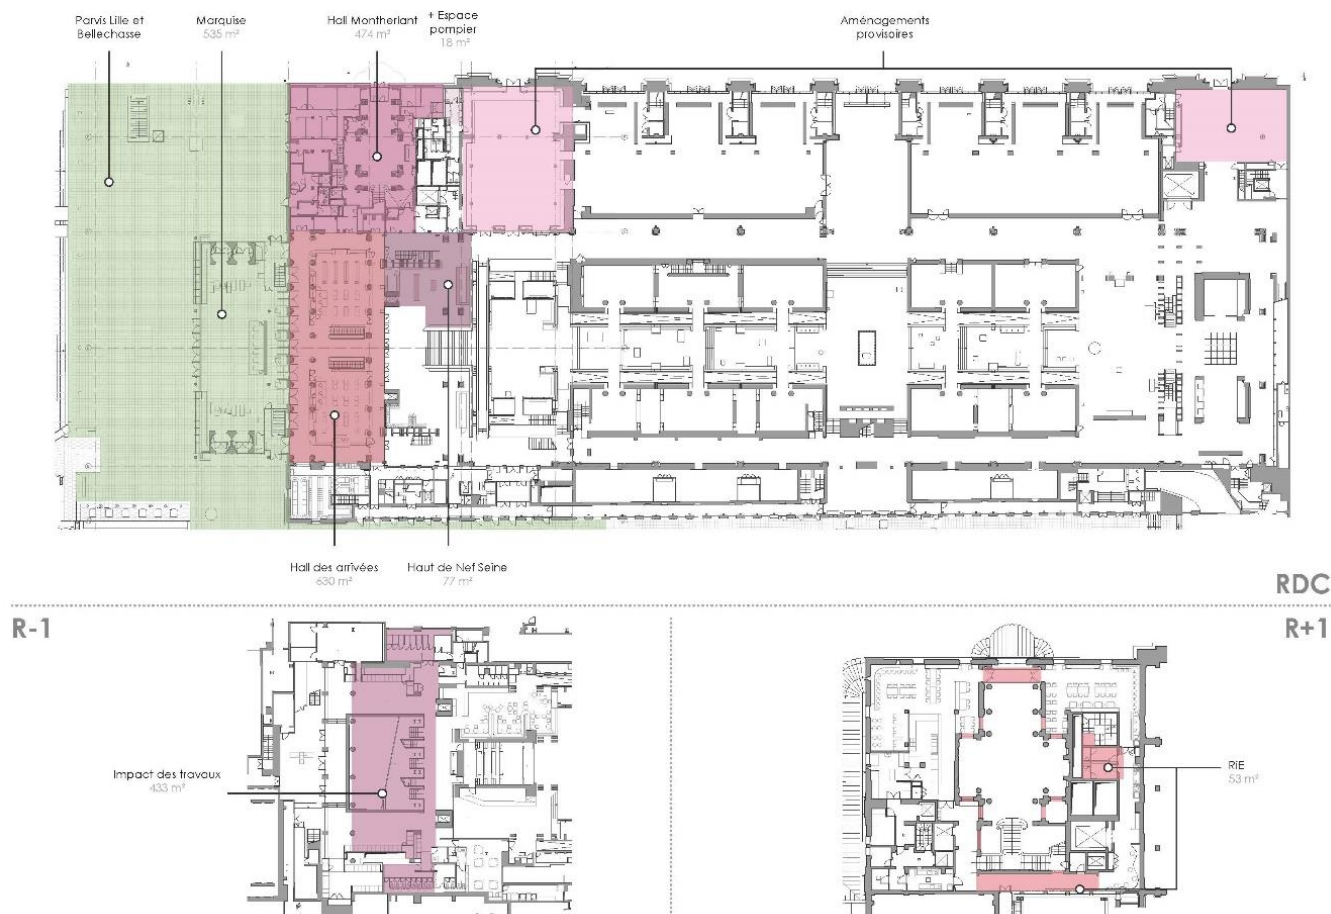 Parvis Lille et
Bellechasse
Marquise
535 m²
Hall Montherlant
474 m²
+ Espace
pompier
18 m²
Aménagements
provisoires
Hall des arrivées
630 m²
Haut de Nef Seine
77 m²
RDC
R-1
R+1
Impact des travaux
433 m²
RiE
53 m²